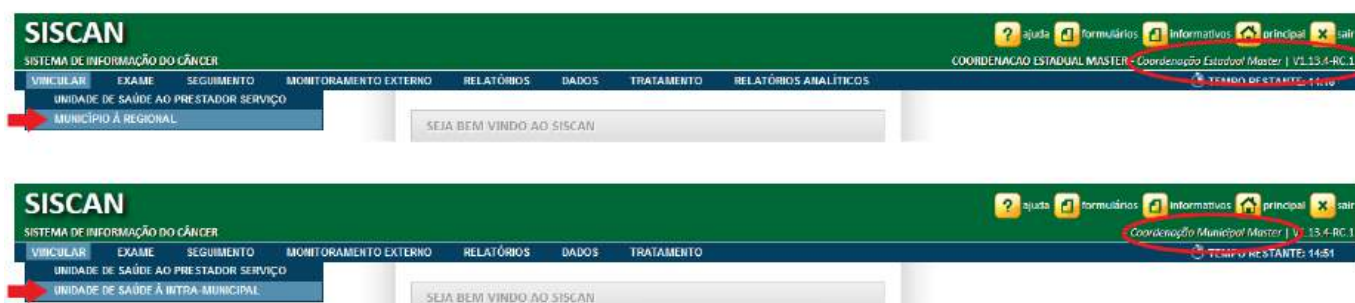 SISCAN
? ajuda formulários informativos principal x sair
SISTEMA DE INFORMAÇÃO DO CÂNCER
COORDENACAO ESTADUAL MASTER - Coordenação Estadual Master | V1.13.4-RC.1
VINCULAR EXAME SEGUIMENTO MONITORAMENTO EXTERNO RELATÓRIOS DADOS TRATAMENTO RELATÓRIOS ANALÍTICOS
TEMPO RESTANTE:
UNIDADE DE SAÚDE AO PRESTADOR SERVIÇO
MUNICÍPIO À REGIONAL
SEJA BEM VINDO AO SISCAN
SISCAN
? ajuda formulários informativos principal x sair
SISTEMA DE INFORMAÇÃO DO CÂNCER
- Coordenação Municipal Master | V1.13.4-RC.1
VINCULAR EXAME SEGUIMENTO MONITORAMENTO EXTERNO RELATÓRIOS DADOS TRATAMENTO
TEMPO RESTANTE: 14:51
UNIDADE DE SAÚDE AO PRESTADOR SERVIÇO
UNIDADE DE SAÚDE À INTRA-MUNICIPAL
SEJA BEM VINDO AO SISCAN